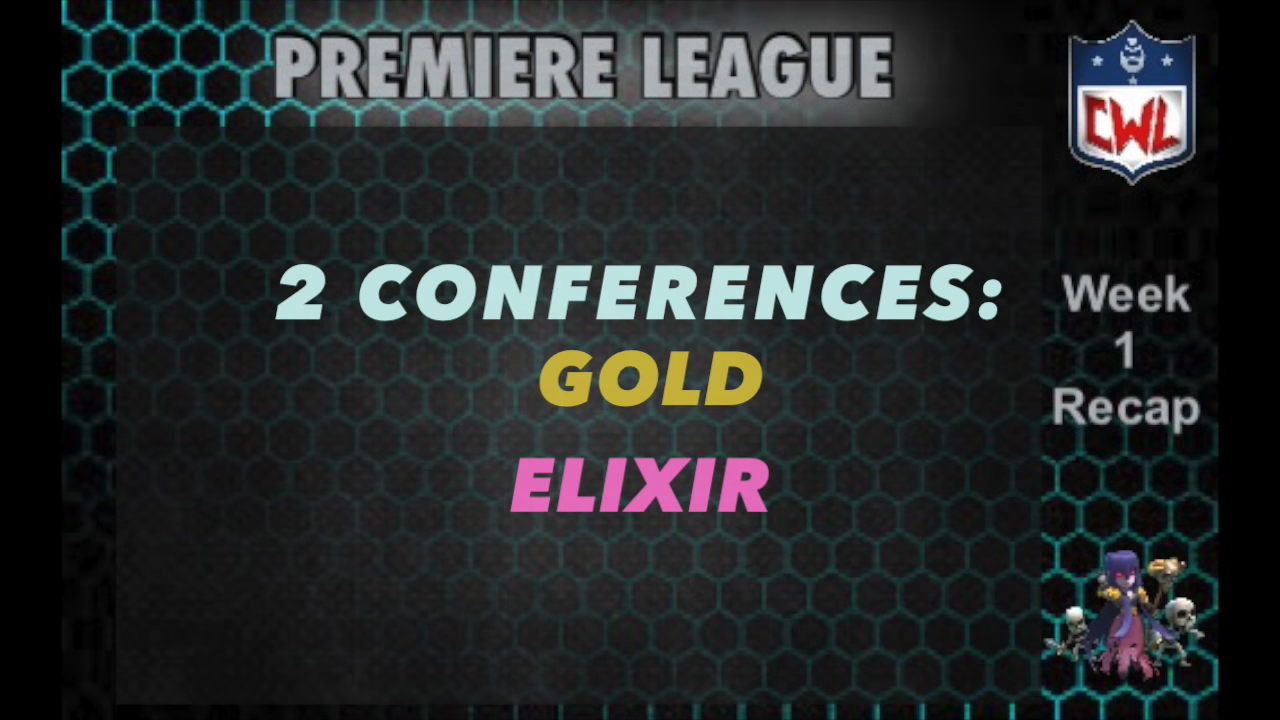 PREMIERE LEAGUE
CWL
2 CONFERENCES:
GOLD
ELIXIR
Week
1
Recap